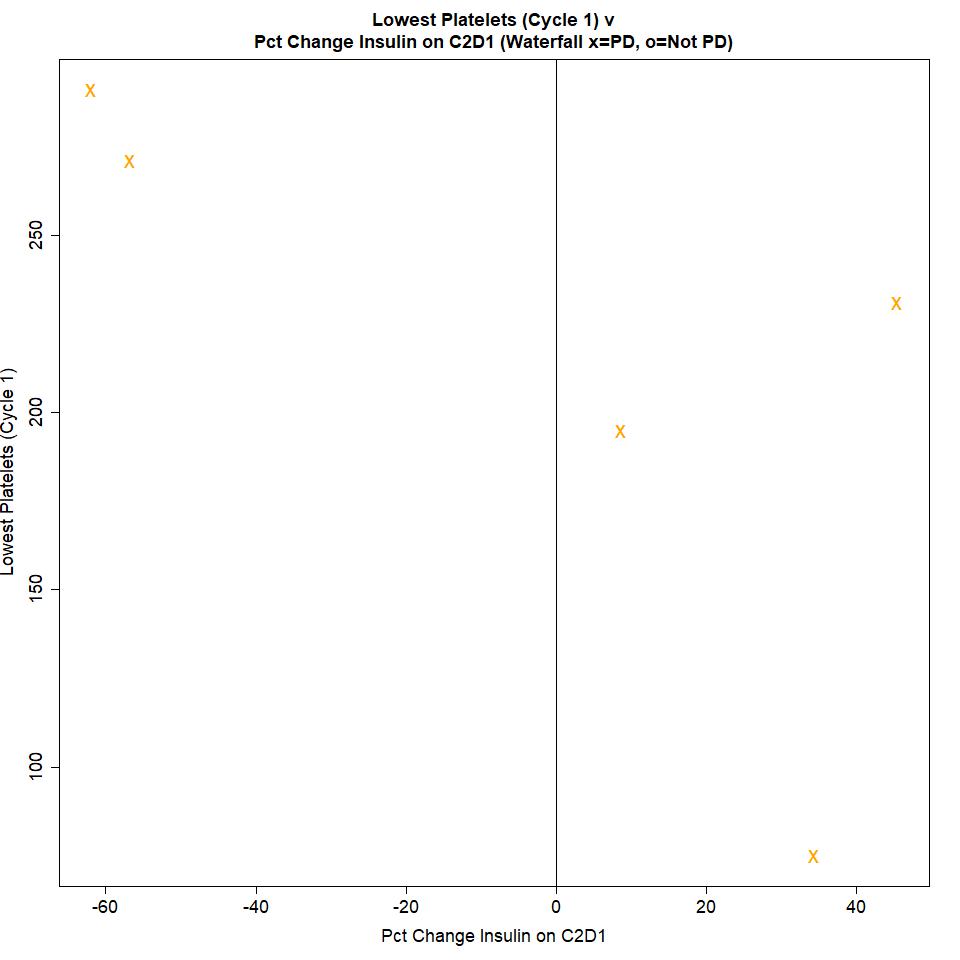 Lowest Platelets (Cycle 1) v
Pct Change Insulin on C2D1 (Waterfall x=PD, o=Not PD)
X
X
250
X
Lowest Platelets (Cycle 1)
200
X
150
100
X
-60 -40 -20 0 20 40
Pct Change Insulin on C2D1